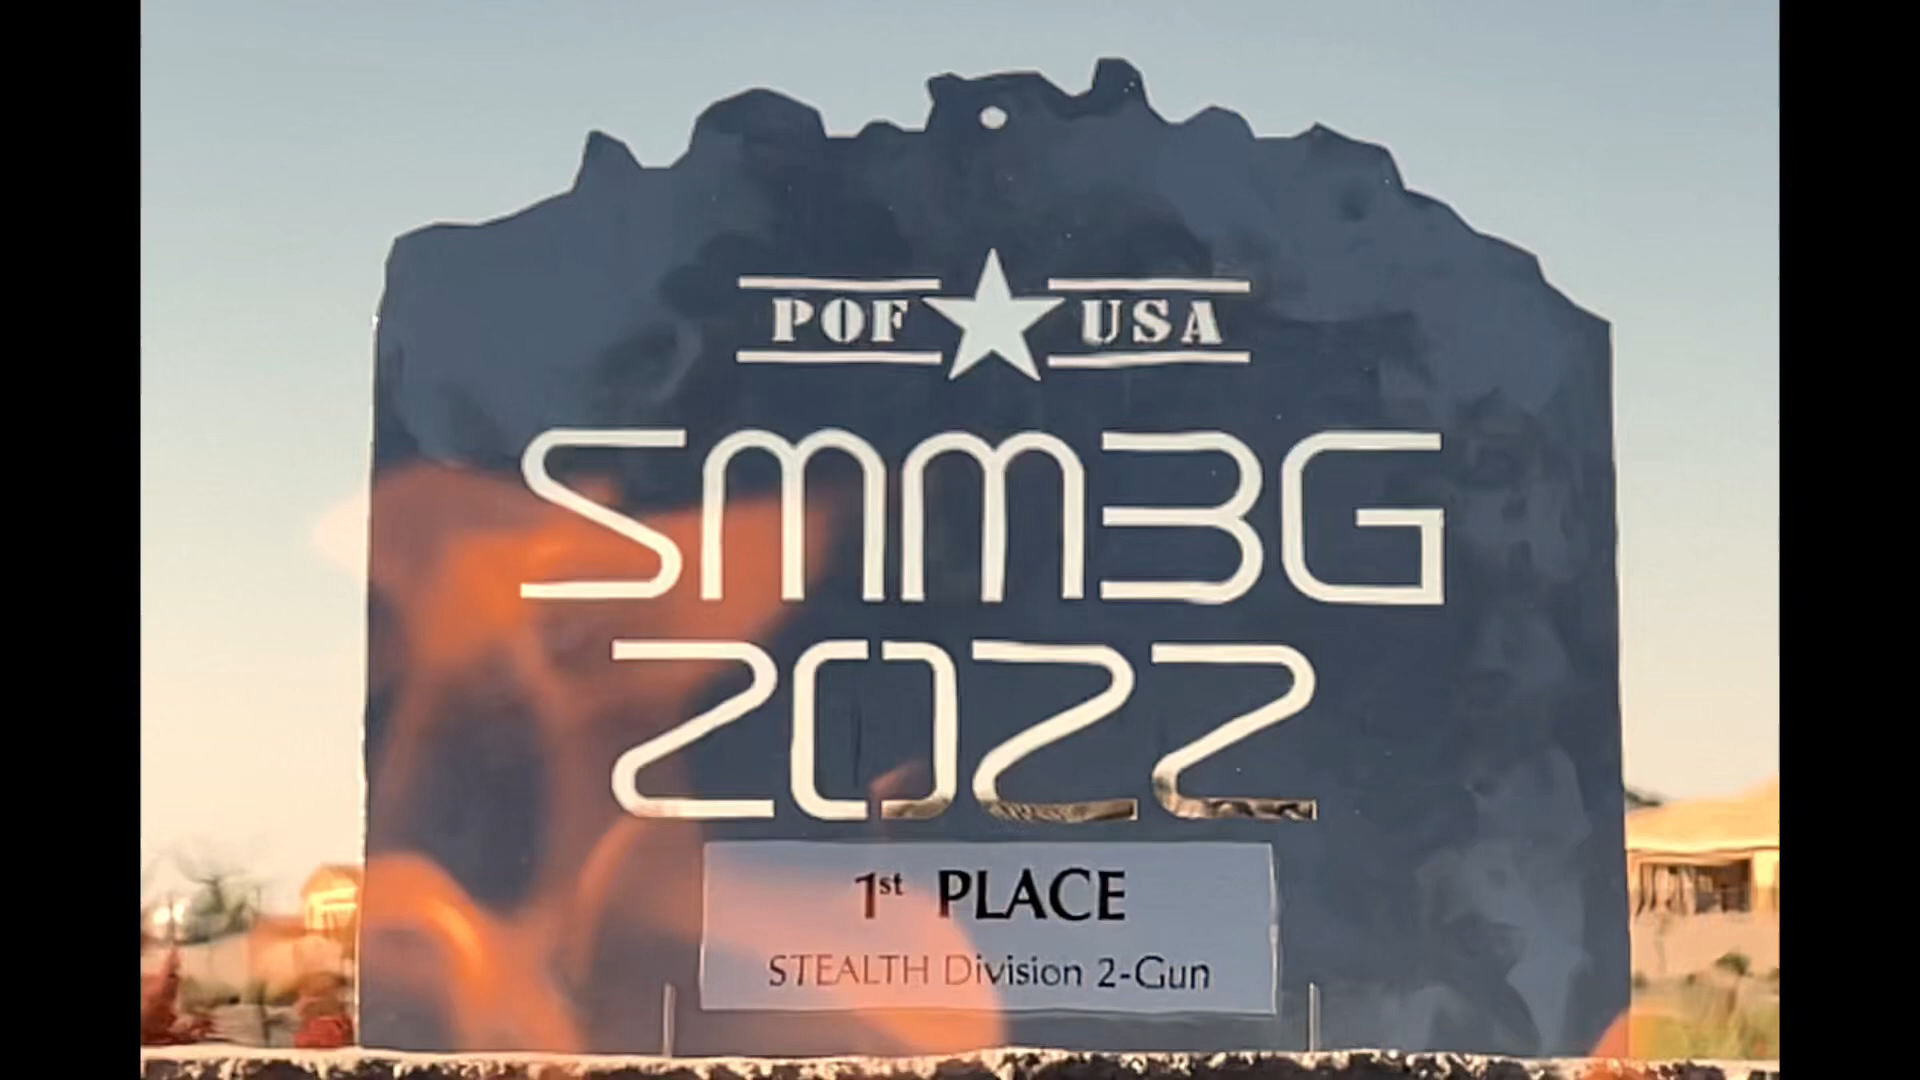 POF USA
SMM3G
2022
1st PLACE
STEALTH Division 2-Gun